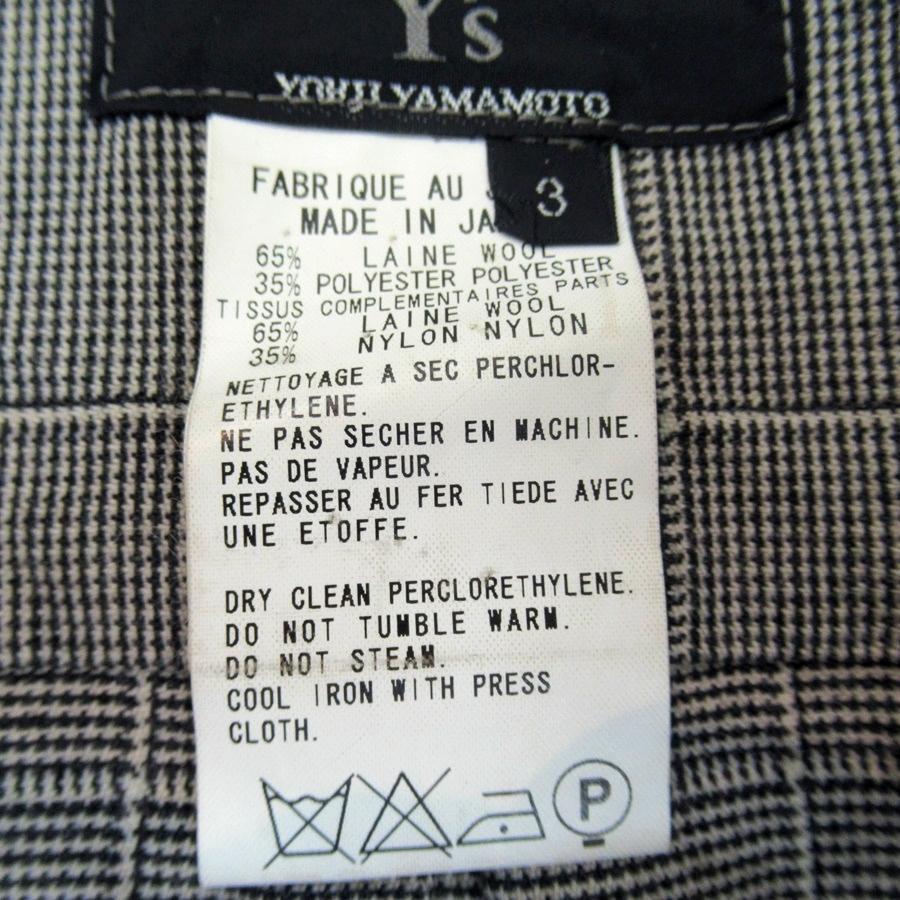 Y's
YOHJI YAMAMOTO
3
FABRIQUE AU
MADE IN
65% LAINE WOOL
35% POLYESTER POLYESTER
TISSUS COMPLEMENTAIRES PARTS
65% LAINE WOOL
35% NYLON NYLON
NETTOYAGE A SEC PERCHLOR-
ETHYLENE.
NE PAS SECHER EN MACHINE.
PAS DE VAPEUR.
REPASSER AU FER TIEDE AVEC
UNE ETOFFE.
DRY CLEAN PERCLORETHYLENE.
DO NOT TUMBLE WARM.
DO NOT STEAM.
COOL IRON WITH PRESS
CLOTH.
P